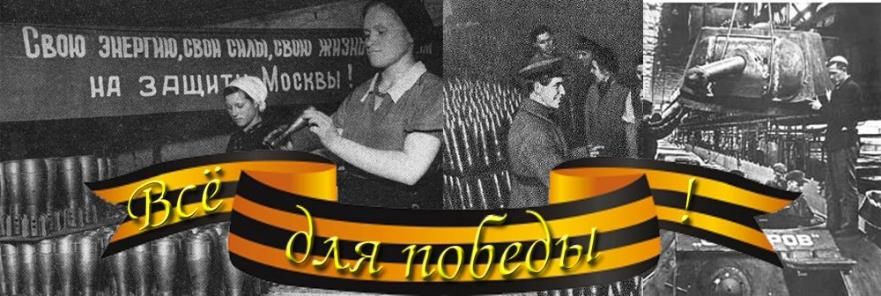 Свою энергию, свои силы, свою жизнь
на защиту Москвы!
Всё
для победы
!